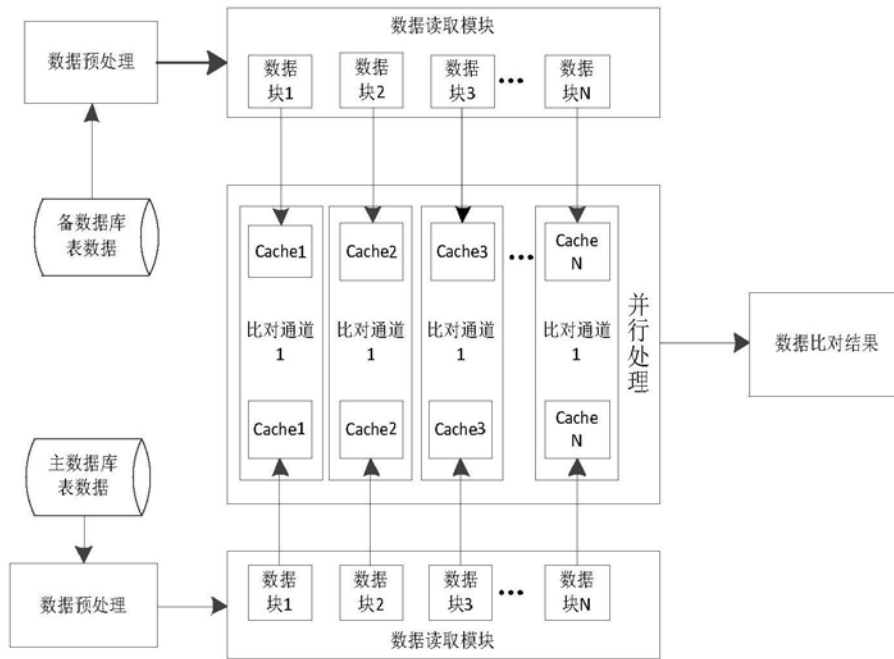 数据读取模块
数据预处理
数据
块1
数据
块2
数据
块3
...
数据
块N
备数据库
表数据
Cache1
Cache2
Cache3
...
Cache
N
比对通道
1
比对通道
1
比对通道
1
比对通道
1
并行处理
数据比对结果
Cache1
Cache2
Cache3
Cache
N
主数据库
表数据
数据预处理
数据
块1
数据
块2
数据
块3
...
数据
块N
数据读取模块